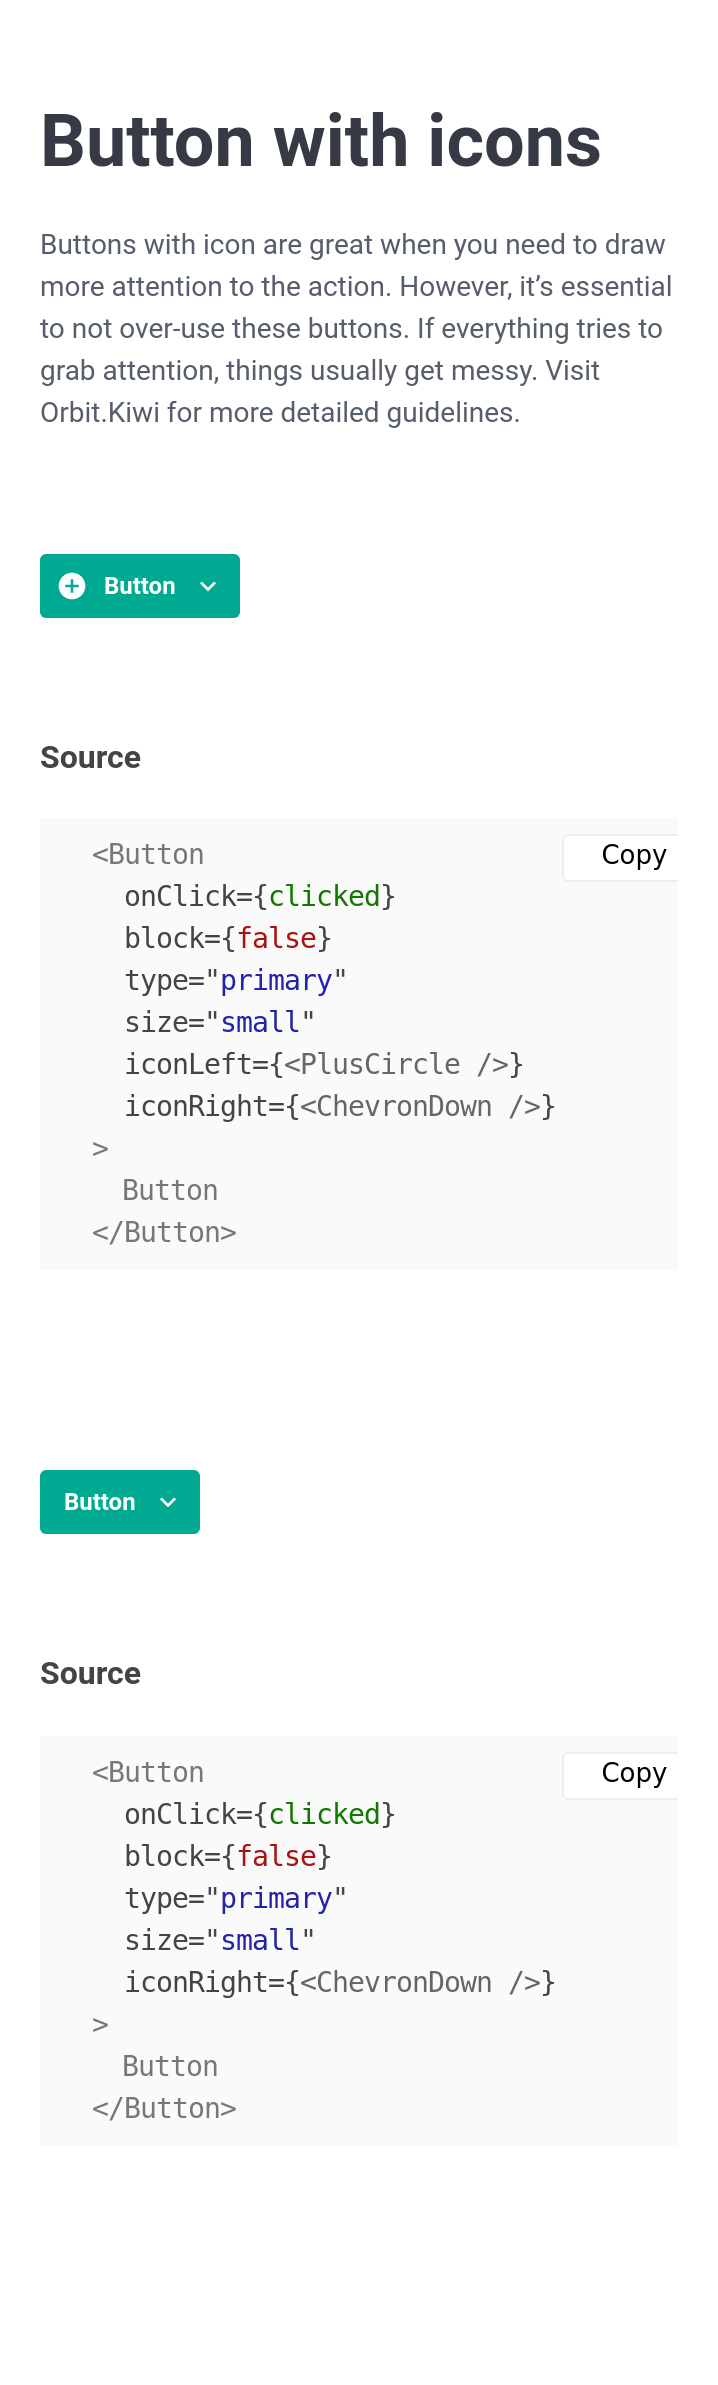 Button with icons
Buttons with icon are great when you need to draw
more attention to the action. However, it’s essential
to not over-use these buttons. If everything tries to
grab attention, things usually get messy. Visit
Orbit.Kiwi for more detailed guidelines.
Button
Source
Copy
<Button
onClick={clicked}
block={false}
type="primary"
size="small"
iconLeft={<PlusCircle />}
iconRight={<ChevronDown />}
>
Button
</Button>
Button
Source
Copy
<Button
onClick={clicked}
block={false}
type="primary"
size="small"
iconRight={<ChevronDown />}
>
Button
</Button>